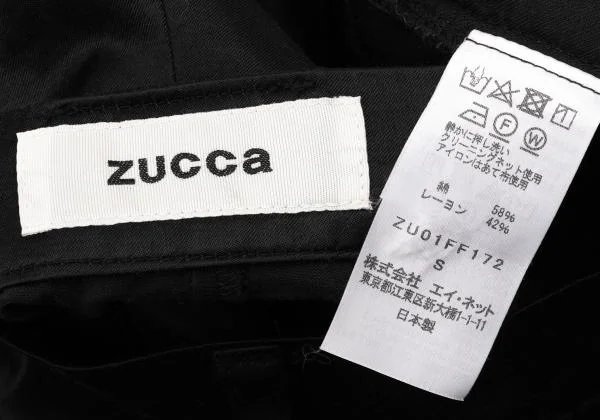 zucca
静かに押し洗い
クリーニングネット使用
アイロンはあて布使用
綿 58%
レーヨン 42%
ZU01FF172
S
株式会社 エイ・ネット
東京都江東区新大橋1-1-11
日本製